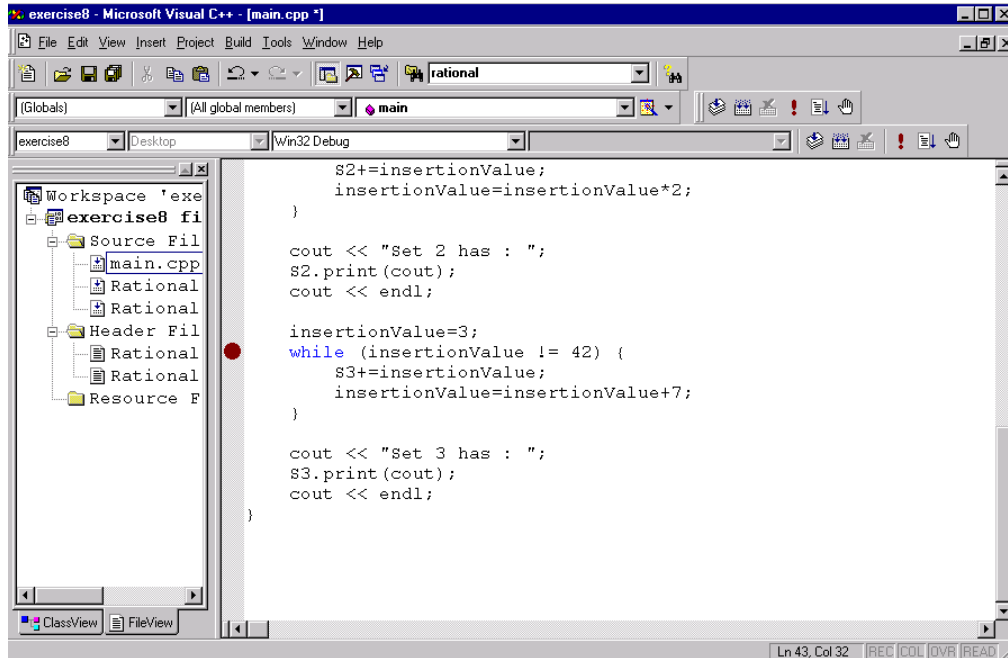 exercise8 - Microsoft Visual C++ - [main.cpp *]
File Edit View Insert Project Build Tools Window Help
rational
(Globals) (All global members) main
exercise8 Desktop Win32 Debug
Workspace 'exe
exercise8 fi
Source Fil
main.cpp
Rational
Rational
Header Fil
Rational
Rational
Resource F
ClassView FileView
S2+=insertionValue;
insertionValue=insertionValue*2;
}
cout << "Set 2 has : ";
S2.print(cout);
cout << endl;
insertionValue=3;
while (insertionValue != 42) {
S3+=insertionValue;
insertionValue=insertionValue+7;
}
cout << "Set 3 has : ";
S3.print(cout);
cout << endl;
}
Ln 43, Col 32 REC COL OVR READ